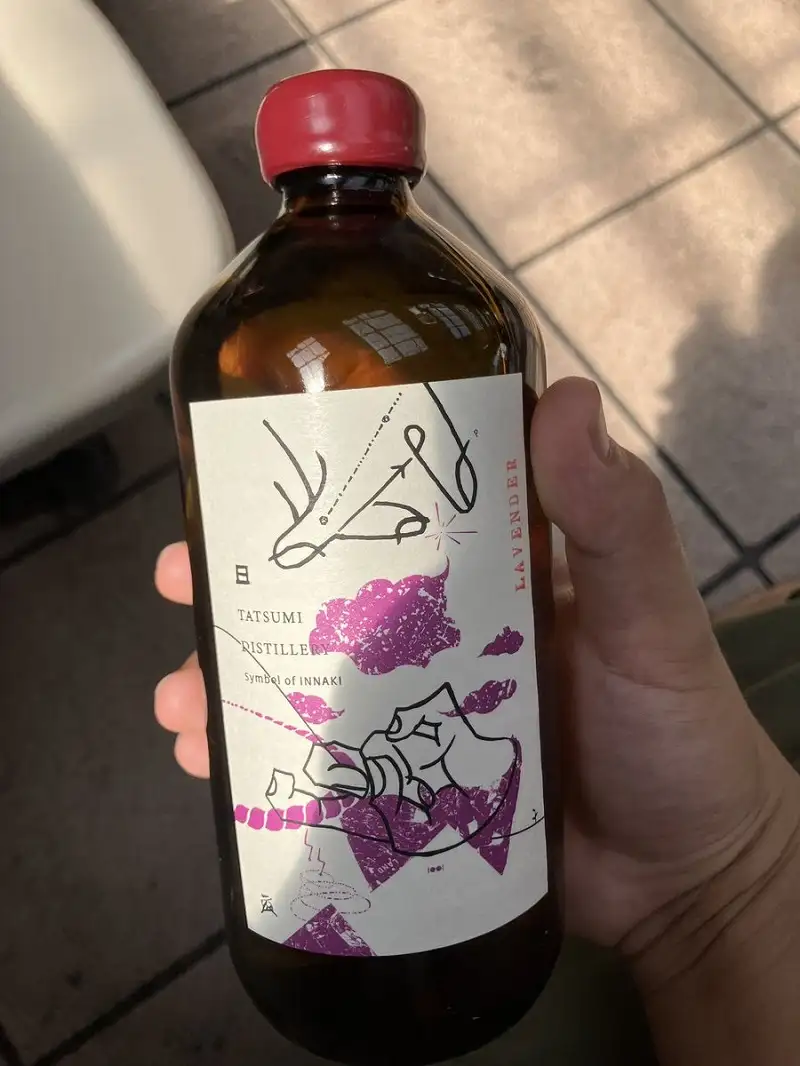 日
TATSUMI
DISTILLERY
Symbol of INNAKI
LAVENDER